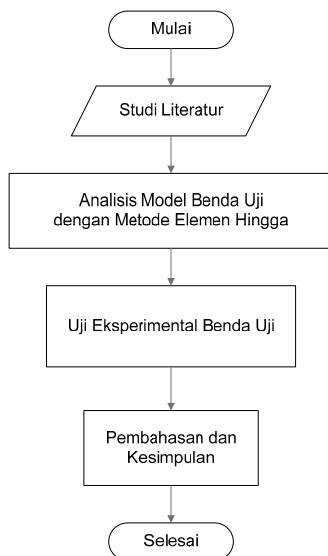 Mulai
Studi Literatur
Analisis Model Benda Uji
dengan Metode Elemen Hingga
Uji Eksperimental Benda Uji
Pembahasan dan
Kesimpulan
Selesai